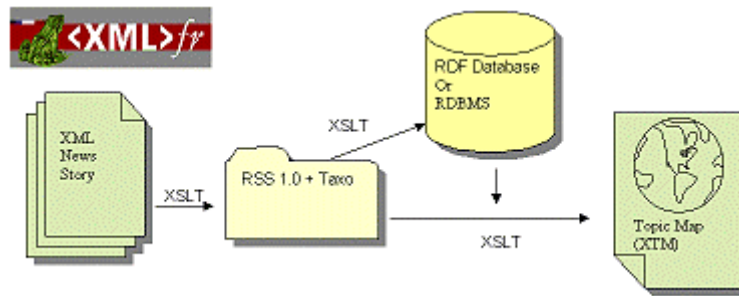 <XML>fr
XML
News
Story
XSLT
RSS 1.0 + Taxo
XSLT
RDF Database
Or
RDBMS
XSLT
Topic Map
(XTM)